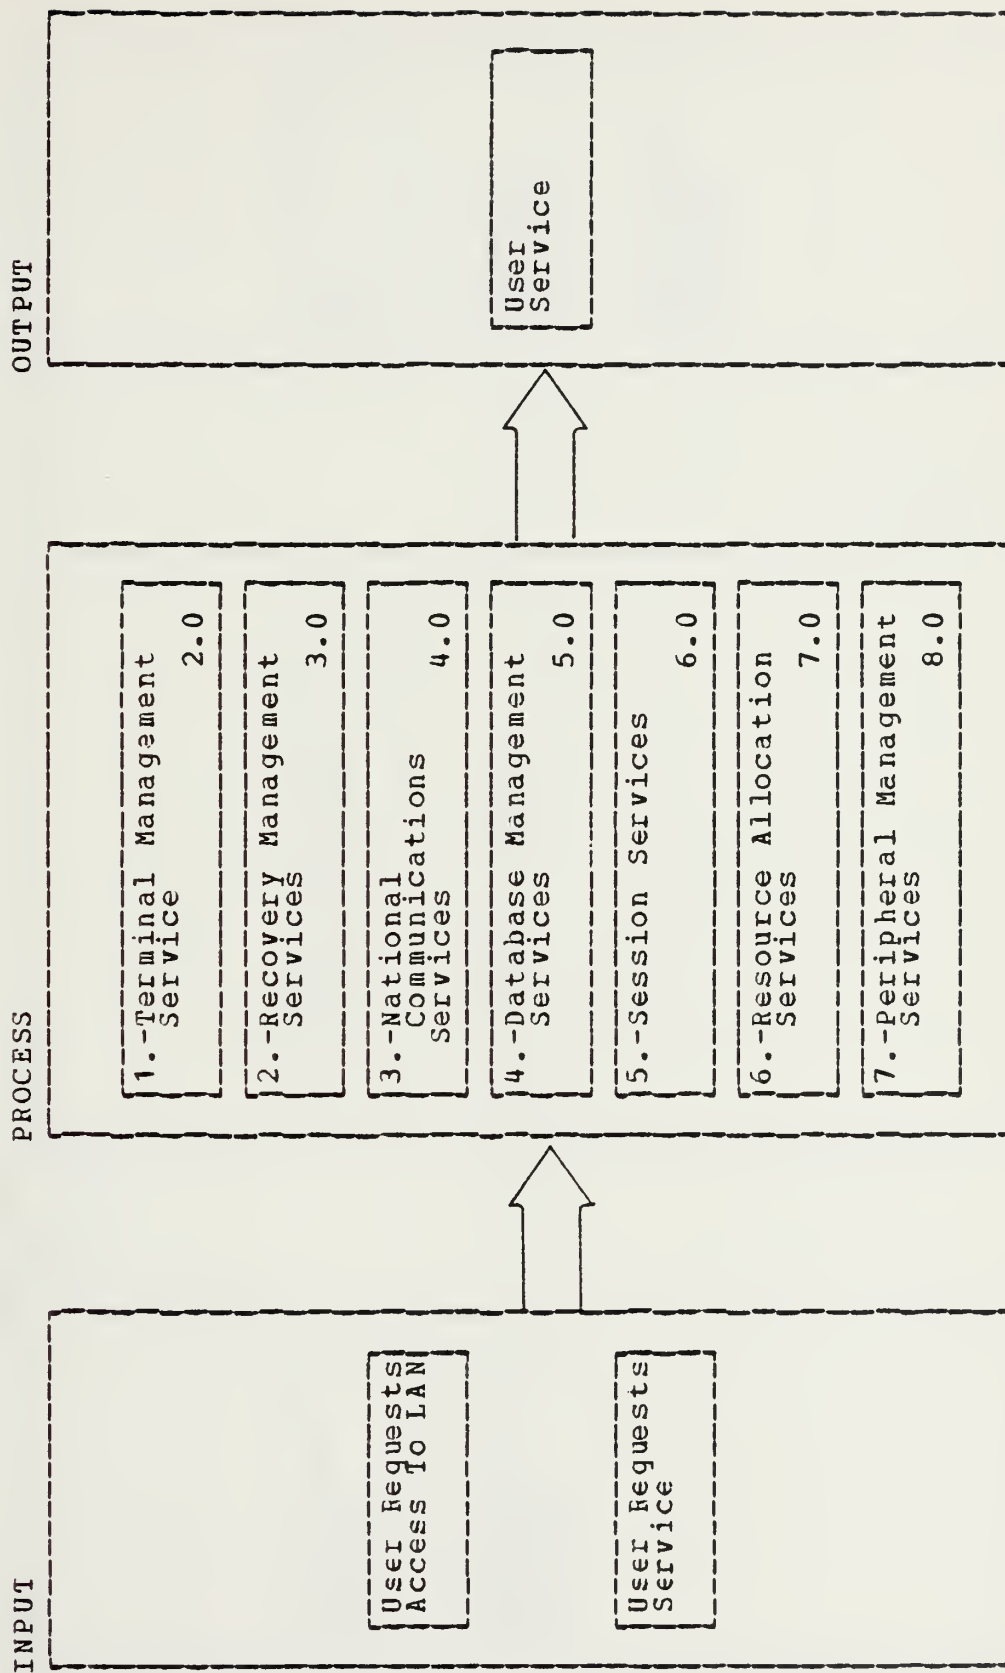 INPUT
User Requests
Access To LAN
User Requests
Service
PROCESS
1.-Terminal Management
Service
2.0
2.-Recovery Management
Services
3.0
3.-National
Communications
Services
4.0
4.-Database Management
Services
5.0
5.-Session Services
6.0
6.-Resource Allocation
Services
7.0
7.-Peripheral Management
Services
8.0
OUTPUT
User
Service